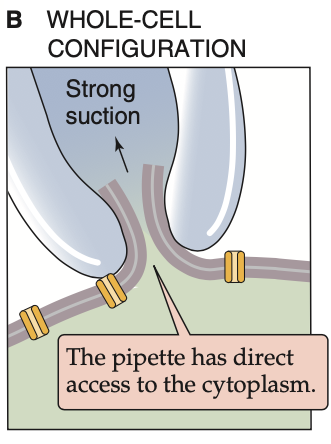 B WHOLE-CELL
CONFIGURATION
Strong
suction
The pipette has direct
access to the cytoplasm.